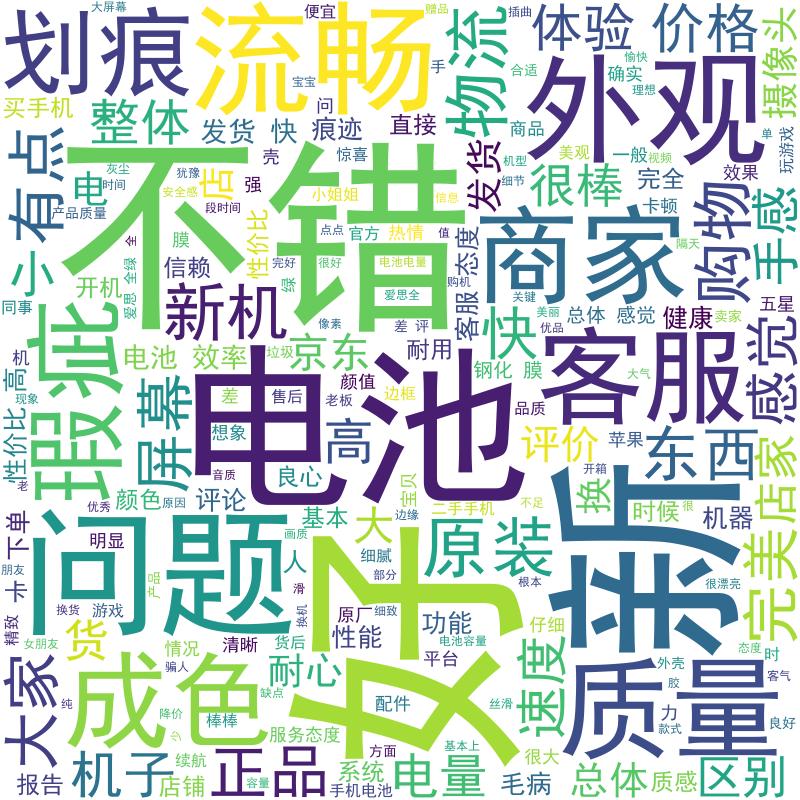 大屏幕
便宜
赠品
插曲
划痕
流畅
物流
体验
价格
摄像头
宝宝
手
合适
愉快
确实
理想
买手机
整体
发货
快
问
痕迹
直接
商品
外观
单
玩游戏
有点
电
灰尘
时间
犹豫
安全感
店
壳
强
惊喜
发货
机型
细节
美观
一般
视频
很棒
完全
效果
卡顿
手感
购物
产品质量
段时间
小姐姐
信息
不错
小
膜
信赖
性价比
全
点点
官方
热情
值
态度
商家
隔天
开机
爱思
全绿
绿
完好
很好
电池电量
爱思全
购机
关键
同事
新机
像素
差
评
客服
快
美丽
优品
总体
感觉
健康
卖家
五星
瑕疵
机
现象
高
电池
效率
垃圾
京东
耐用
钢化
膜
大气
客服
感觉
屏幕
差
售后
颜值
老板
边框
品质
性价比
老
想象
高
电池
音质
良心
评价
苹果
东西
优秀
颜色
原因
评论
宝贝
二手手机
不足
开箱
换
时候
很
机器
完美
店家
下单
明显
基本
画质
大
边缘
原装
新
朋友
卡
换货
游戏
产品
问题
人
细腻
部分
根本
很漂亮
精致
女朋友
货
情况
骗人
滑
换机
清晰
货后
原厂
细致
性能
功能
电池容量
平台
仔细
态度
时
大家
纯
成色
缺点
耐心
好
配件
丝滑
速度
外壳
胶
客气
力
款式
良好
质量
降价
少
棒棒
服务态度
方面
基本上
很大
报告
机子
续航
店铺
正品
容量
系统
手机电池
电量
毛病
总体
质感
区别